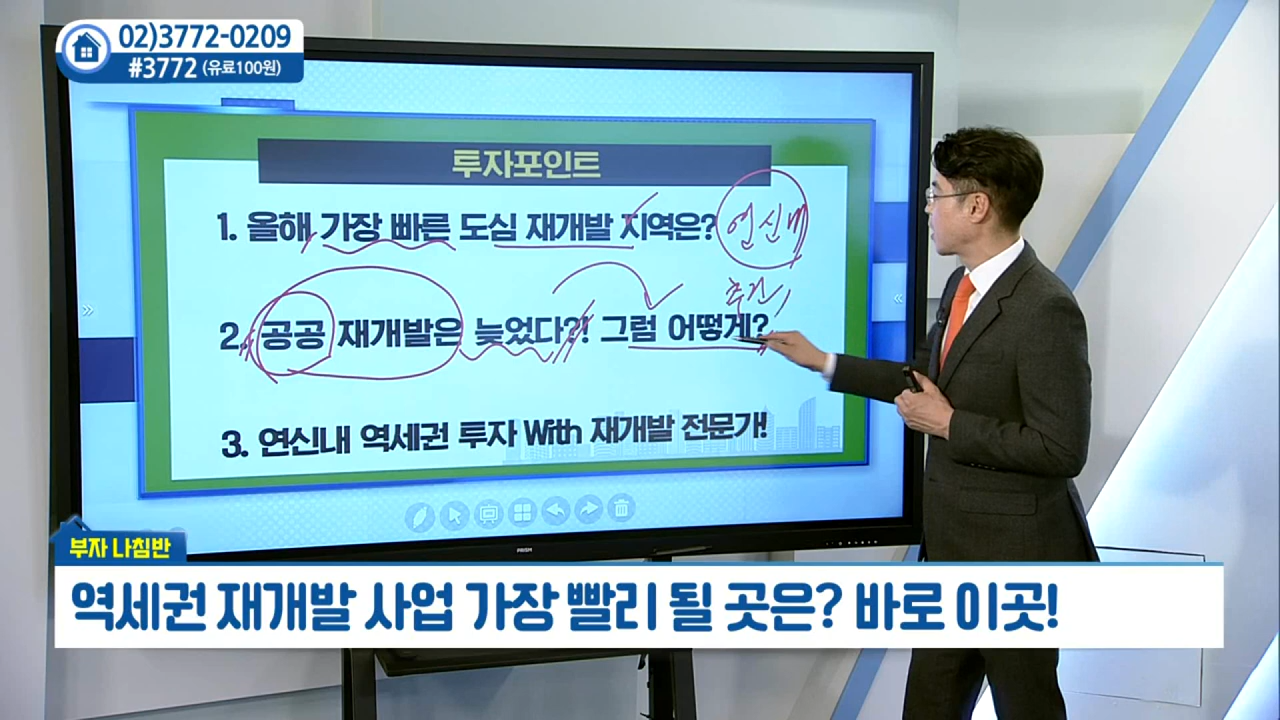 02)3772-0209
#3772 (유료100원)
투자포인트
1. 올해 가장 빠른 도심 재개발 지역은? 연신내
2. 공공 재개발은 늦었다?! 그럼 어떻게?
3. 연신내 역세권 투자 With 재개발 전문가!
PRISM
부자 나침반
역세권 재개발 사업 가장 빨리 될 곳은? 바로 이곳!